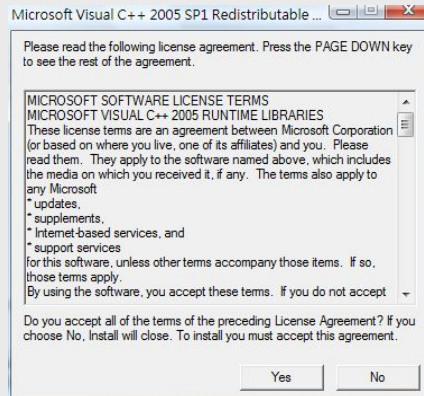 Microsoft Visual C++ 2005 SP1 Redistributable ...
Please read the following license agreement. Press the PAGE DOWN key
to see the rest of the agreement.
MICROSOFT SOFTWARE LICENSE TERMS
MICROSOFT VISUAL C++ 2005 RUNTIME LIBRARIES
These license terms are an agreement between Microsoft Corporation
(or based on where you live, one of its affiliates) and you.  Please
read them.  They apply to the software named above, which includes
the media on which you received it, if any.  The terms also apply to
any Microsoft
* updates,
* supplements,
* Internet-based services, and
* support services
for this software, unless other terms accompany those items.  If so,
those terms apply.
By using the software, you accept these terms.  If you do not accept
Do you accept all of the terms of the preceding License Agreement? If you
choose No, Install will close. To install you must accept this agreement.
Yes
No